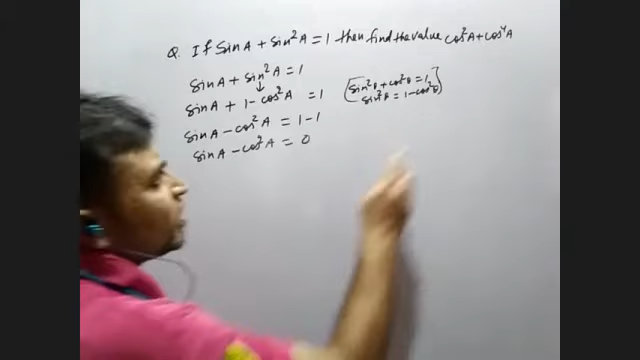 Q. If SinA + Sin²A = 1 then find the value cos²A + cos⁴A
SinA + Sin²A = 1
↓
SinA + 1 - cos²A = 1
[Sin²θ + cos²θ = 1,
Sin²A = 1 - cos²θ]
SinA - cos²A = 1 - 1
SinA - cos²A = 0